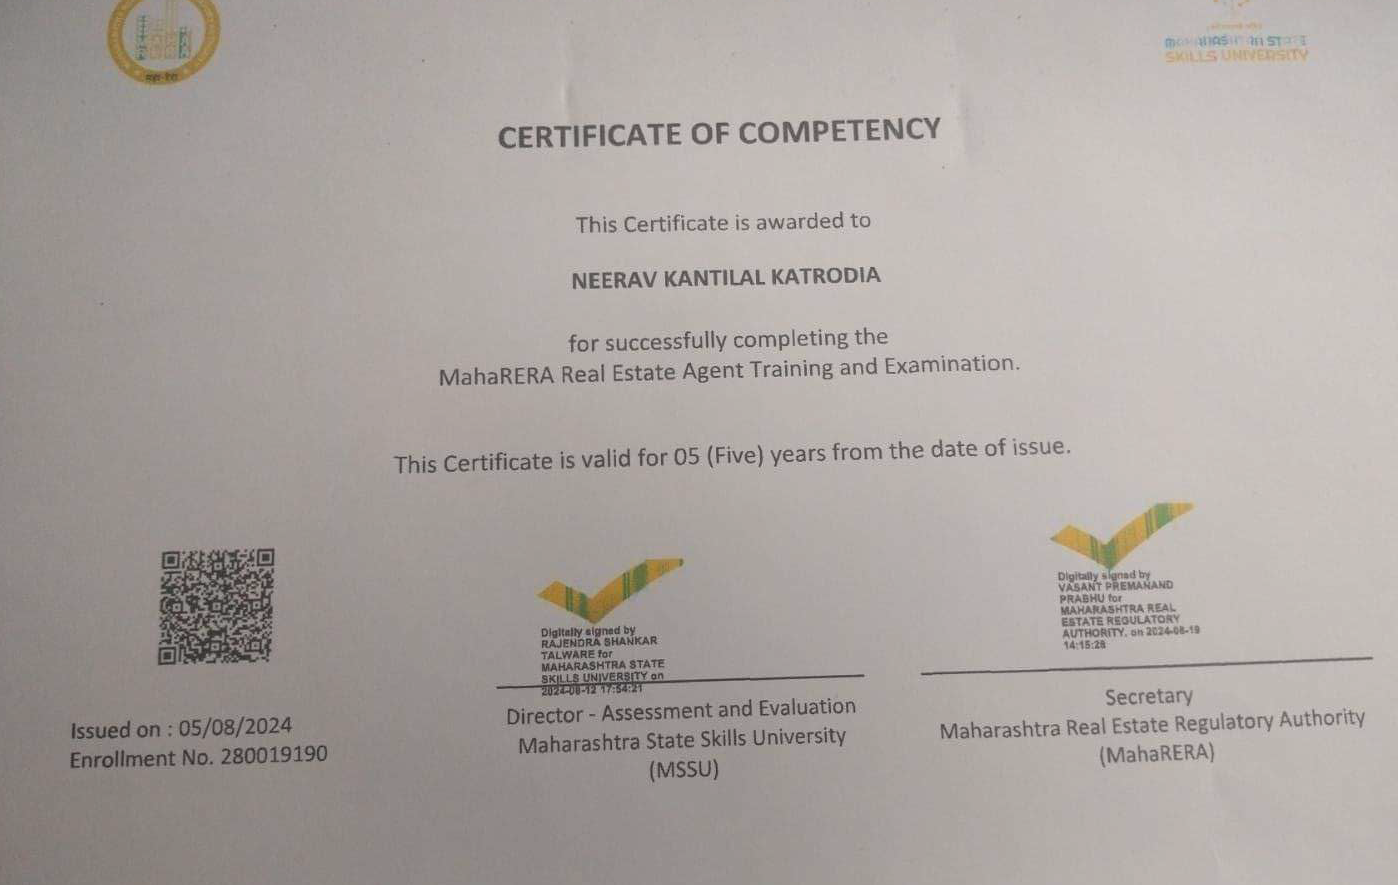 महा-रेरा
MAHARASHTRA STATE
SKILLS UNIVERSITY
CERTIFICATE OF COMPETENCY
This Certificate is awarded to
NEERAV KANTILAL KATRODIA
for successfully completing the
MahaRERA Real Estate Agent Training and Examination.
This Certificate is valid for 05 (Five) years from the date of issue.
Issued on : 05/08/2024
Enrollment No. 280019190
Digitally signed by
RAJENDRA SHANKAR
TALWARE for
MAHARASHTRA STATE
SKILLS UNIVERSITY on
2024-08-12 17:54:21
Director - Assessment and Evaluation
Maharashtra State Skills University
(MSSU)
Digitally signed by
VASANT PREMANAND
PRABHU for
MAHARASHTRA REAL
ESTATE REGULATORY
AUTHORITY. on 2024-08-19
14:15:28
Secretary
Maharashtra Real Estate Regulatory Authority
(MahaRERA)